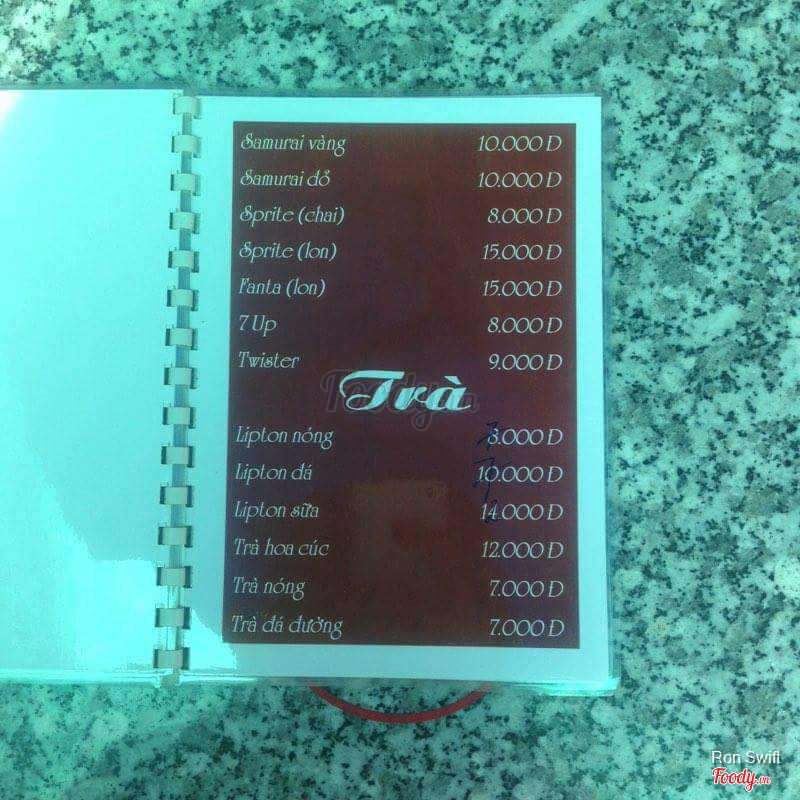 Samurai vàng 10.000 D
Samurai đỏ 10.000 D
Sprite (chai) 8.000 D
Sprite (lon) 15.000 D
Fanta (lon) 15.000 D
7 Up 8.000 D
Twister 9.000 D
Foody.vn
Trà
Lipton nóng 8.000 D
Lipton đá 10.000 D
Lipton sữa 14.000 D
Trà hoa cúc 12.000 D
Trà nóng 7.000 D
Trà đá đường 7.000 D
Ron Swift
Foody.vn